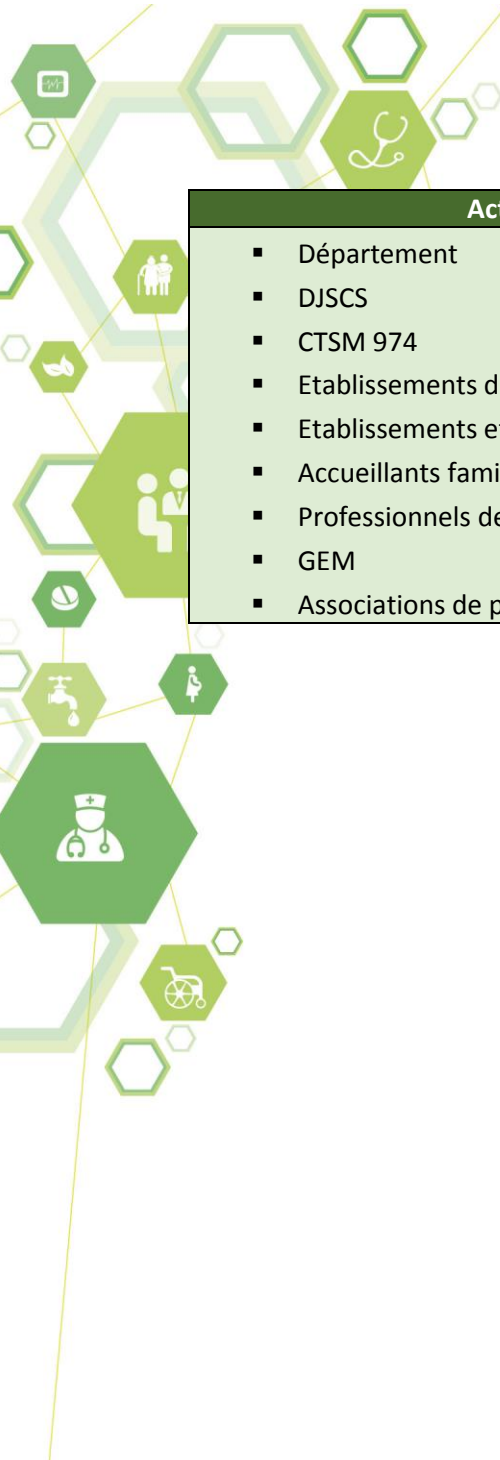 Département
DJSCS
CTSM 974
Etablissements
Etablissements
Accueillants
Professionnels
GEM
Associations de